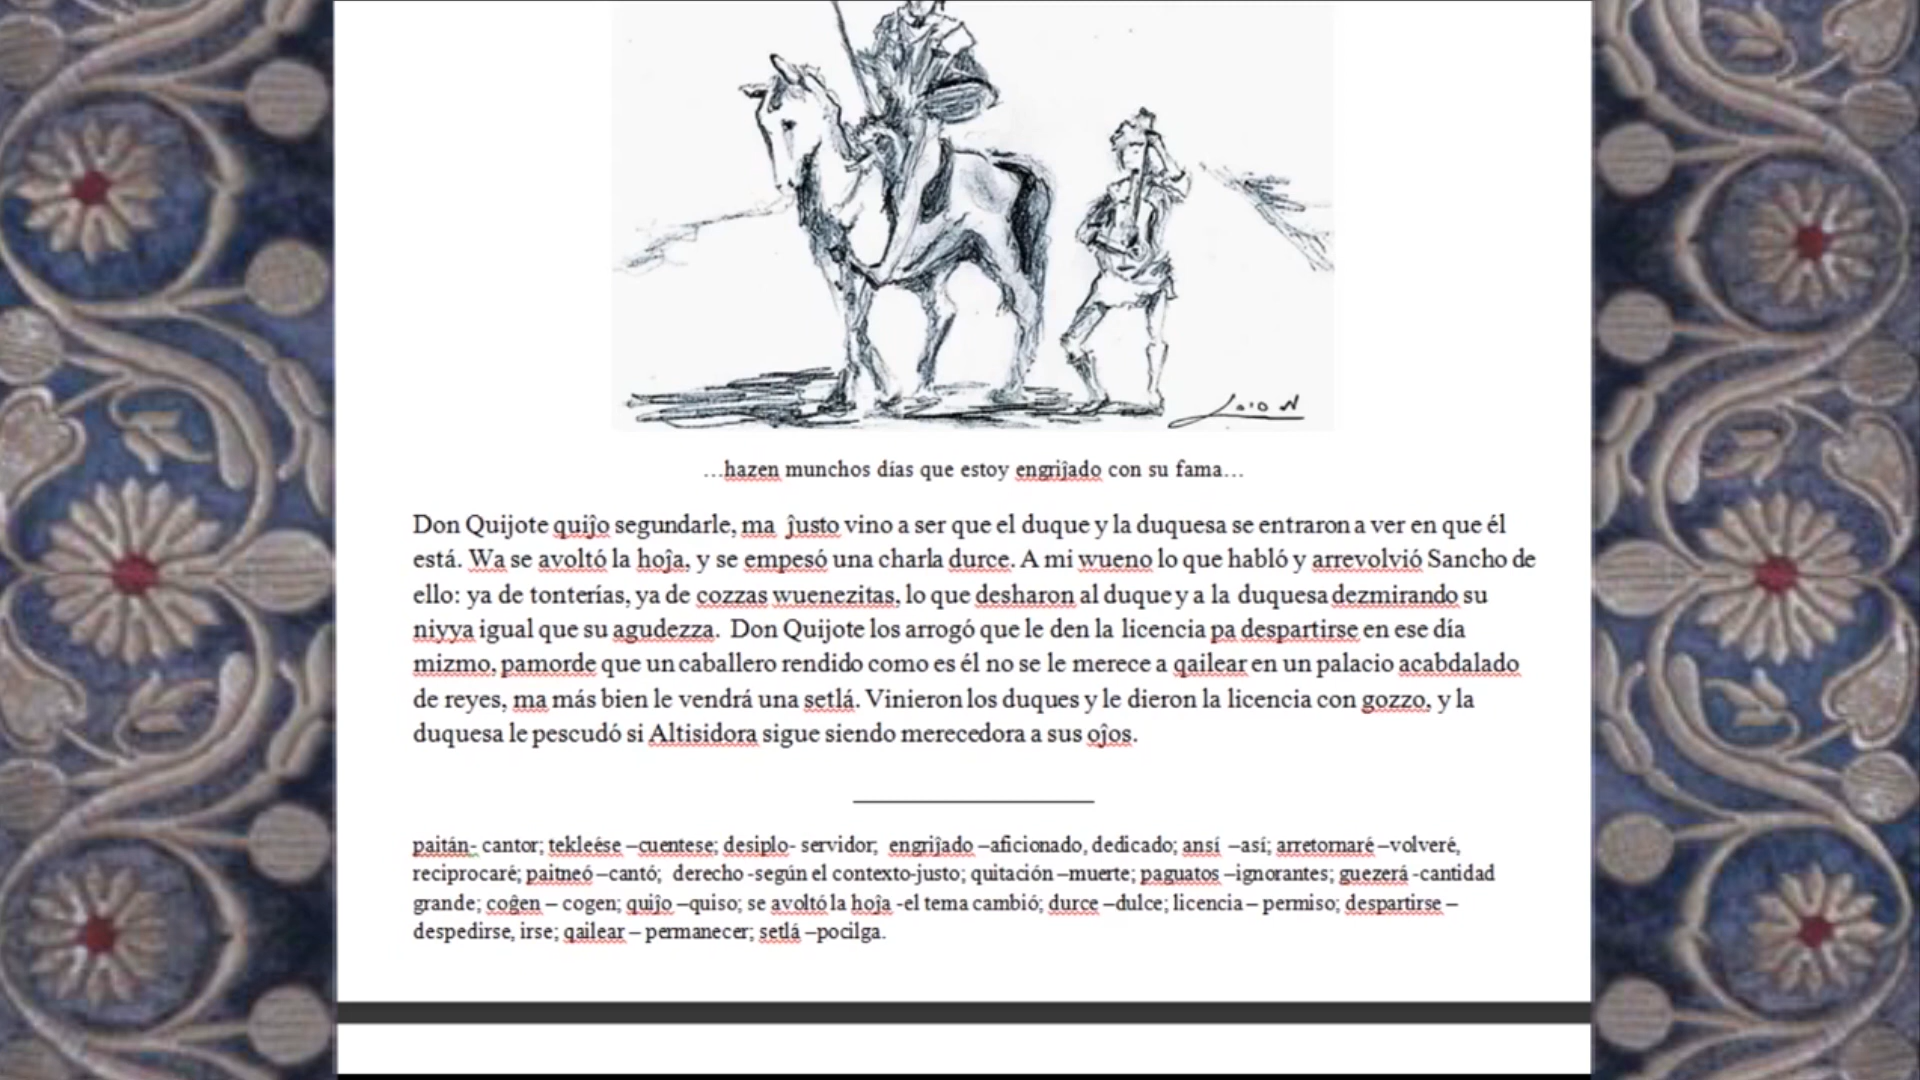 …hazen munchos días que estoy engriĵado con su fama…
Don Quijote quiĵo segundarle, ma ĵusto vino a ser que el duque y la duquesa se entraron a ver en que él
está. Wa se avoltó la hoĵa, y se empesó una charla durce. A mi wueno lo que habló y arrevolvió Sancho de
ello: ya de tonterías, ya de cozzas wuenezitas, lo que desharon al duque y a la duquesa dezmirando su
niyya igual que su agudezza. Don Quijote los arrogó que le den la licencia pa despartirse en ese día
mizmo, pamorde que un caballero rendido como es él no se le merece a qailear en un palacio acabdalado
de reyes, ma más bien le vendrá una setlá. Vinieron los duques y le dieron la licencia con gozzo, y la
duquesa le pescudó si Altisidora sigue siendo merecedora a sus oĵos.
paitán- cantor; tekleése –cuentese; desiplo- servidor; engriĵado –aficionado, dedicado; ansí –así; arretornaré –volveré,
reciprocaré; paitneó –cantó; derecho -según el contexto-justo; quitación –muerte; paguatos –ignorantes; guezerá -cantidad
grande; coĝen – cogen; quiĵo –quiso; se avoltó la hoĵa -el tema cambió; durce –dulce; licencia – permiso; despartirse –
despedirse, irse; qailear – permanecer; setlá –pocilga.